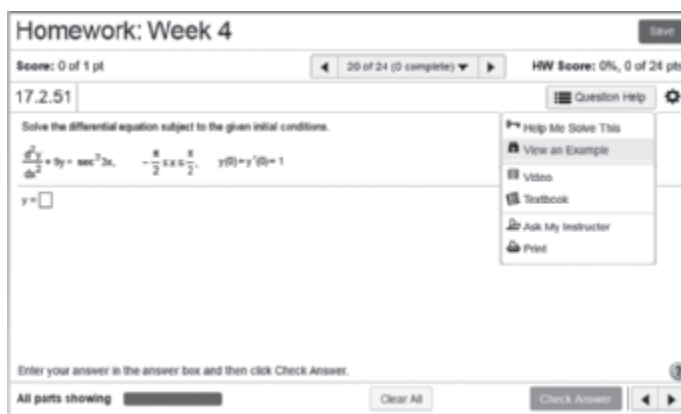 Homework: Week 4
Save
Score: 0 of 1 pt
20 of 24 (0 complete)
HW Score: 0%, 0 of 24 pts
17.2.51
Question Help
Solve the differential equation subject to the given initial conditions.
d²y/dx² + 9y = sec² 3x, -π/2 ≤ x ≤ π/2, y(0) = y'(0) = 1
y =
Help Me Solve This
View an Example
Video
Textbook
Ask My Instructor
Print
Enter your answer in the answer box and then click Check Answer.
?
All parts showing
Clear All
Check Answer